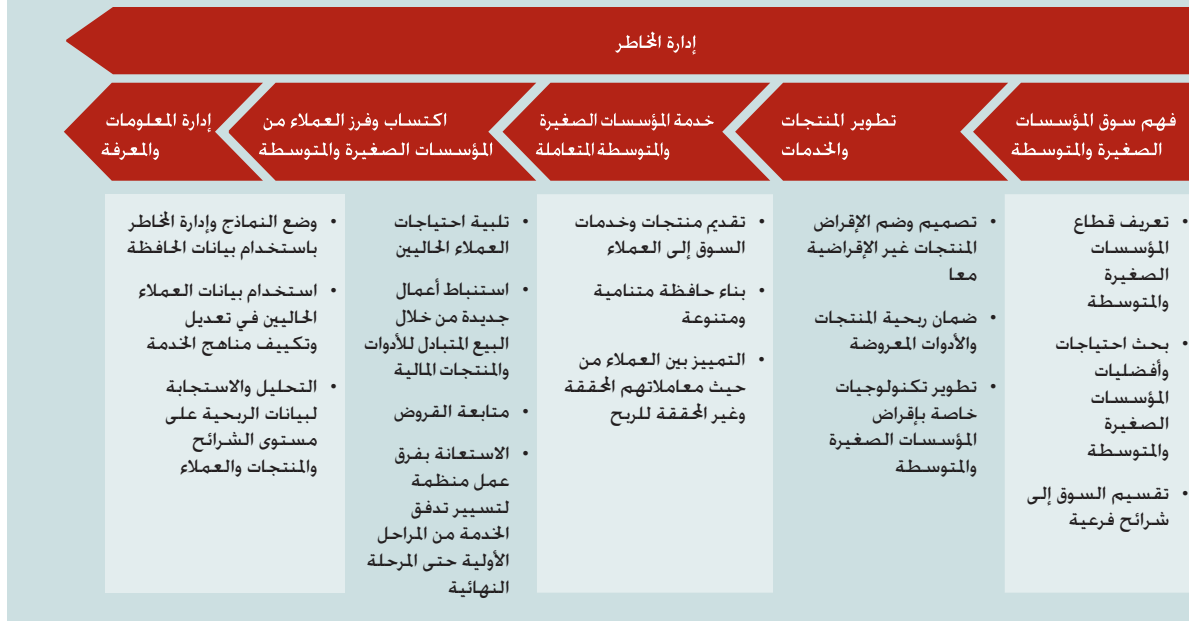 إدارة المخاطر
فهم سوق المؤسسات
الصغيرة والمتوسطة
تطوير المنتجات
والخدمات
خدمة المؤسسات الصغيرة
والمتوسطة المتعاملة
اكتساب وفرز العملاء من
المؤسسات الصغيرة والمتوسطة
إدارة المعلومات
والمعرفة
• تعريف قطاع
المؤسسات
الصغيرة
والمتوسطة
• بحث احتياجات
وأفضليات
المؤسسات
الصغيرة
والمتوسطة
• تقسيم السوق إلى
شرائح فرعية
• تصميم وضم الإقراض
المنتجات غير الإقراضية
معا
• ضمان ربحية المنتجات
والأدوات المعروضة
• تطوير تكنولوجيات
خاصة بإقراض
المؤسسات الصغيرة
والمتوسطة
• تقديم منتجات وخدمات
السوق إلى العملاء
• بناء حافظة متنامية
ومتنوعة
• التمييز بين العملاء من
حيث معاملاتهم المحققة
وغير المحققة للربح
• تلبية احتياجات
العملاء الحاليين
• استنباط أعمال
جديدة من خلال
البيع المتبادل للأدوات
والمنتجات المالية
• متابعة القروض
• الاستعانة بفرق
عمل منظمة
لتسيير تدفق
الخدمة من المراحل
الأولية حتى المرحلة
النهائية
• وضع النماذج وإدارة المخاطر
باستخدام بيانات الحافظة
• استخدام بيانات العملاء
الحاليين في تعديل
وتكييف مناهج الخدمة
• التحليل والاستجابة
لبيانات الربحية على
مستوى الشرائح
والمنتجات والعملاء